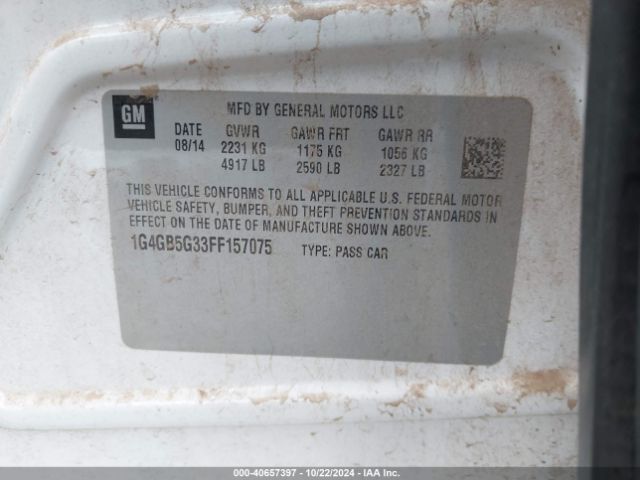 GM
MFD BY GENERAL MOTORS LLC
DATE GVWR GAWR FRT GAWR RR
08/14 2231 KG 1175 KG 1056 KG
4917 LB 2590 LB 2327 LB
THIS VEHICLE CONFORMS TO ALL APPLICABLE U.S. FEDERAL MOTOR
VEHICLE SAFETY, BUMPER, AND THEFT PREVENTION STANDARDS IN
EFFECT ON THE DATE OF MANUFACTURE SHOWN ABOVE.
1G4GB5G33FF157075 TYPE: PASS CAR
000-40657397 - 10/22/2024 - IAA Inc.